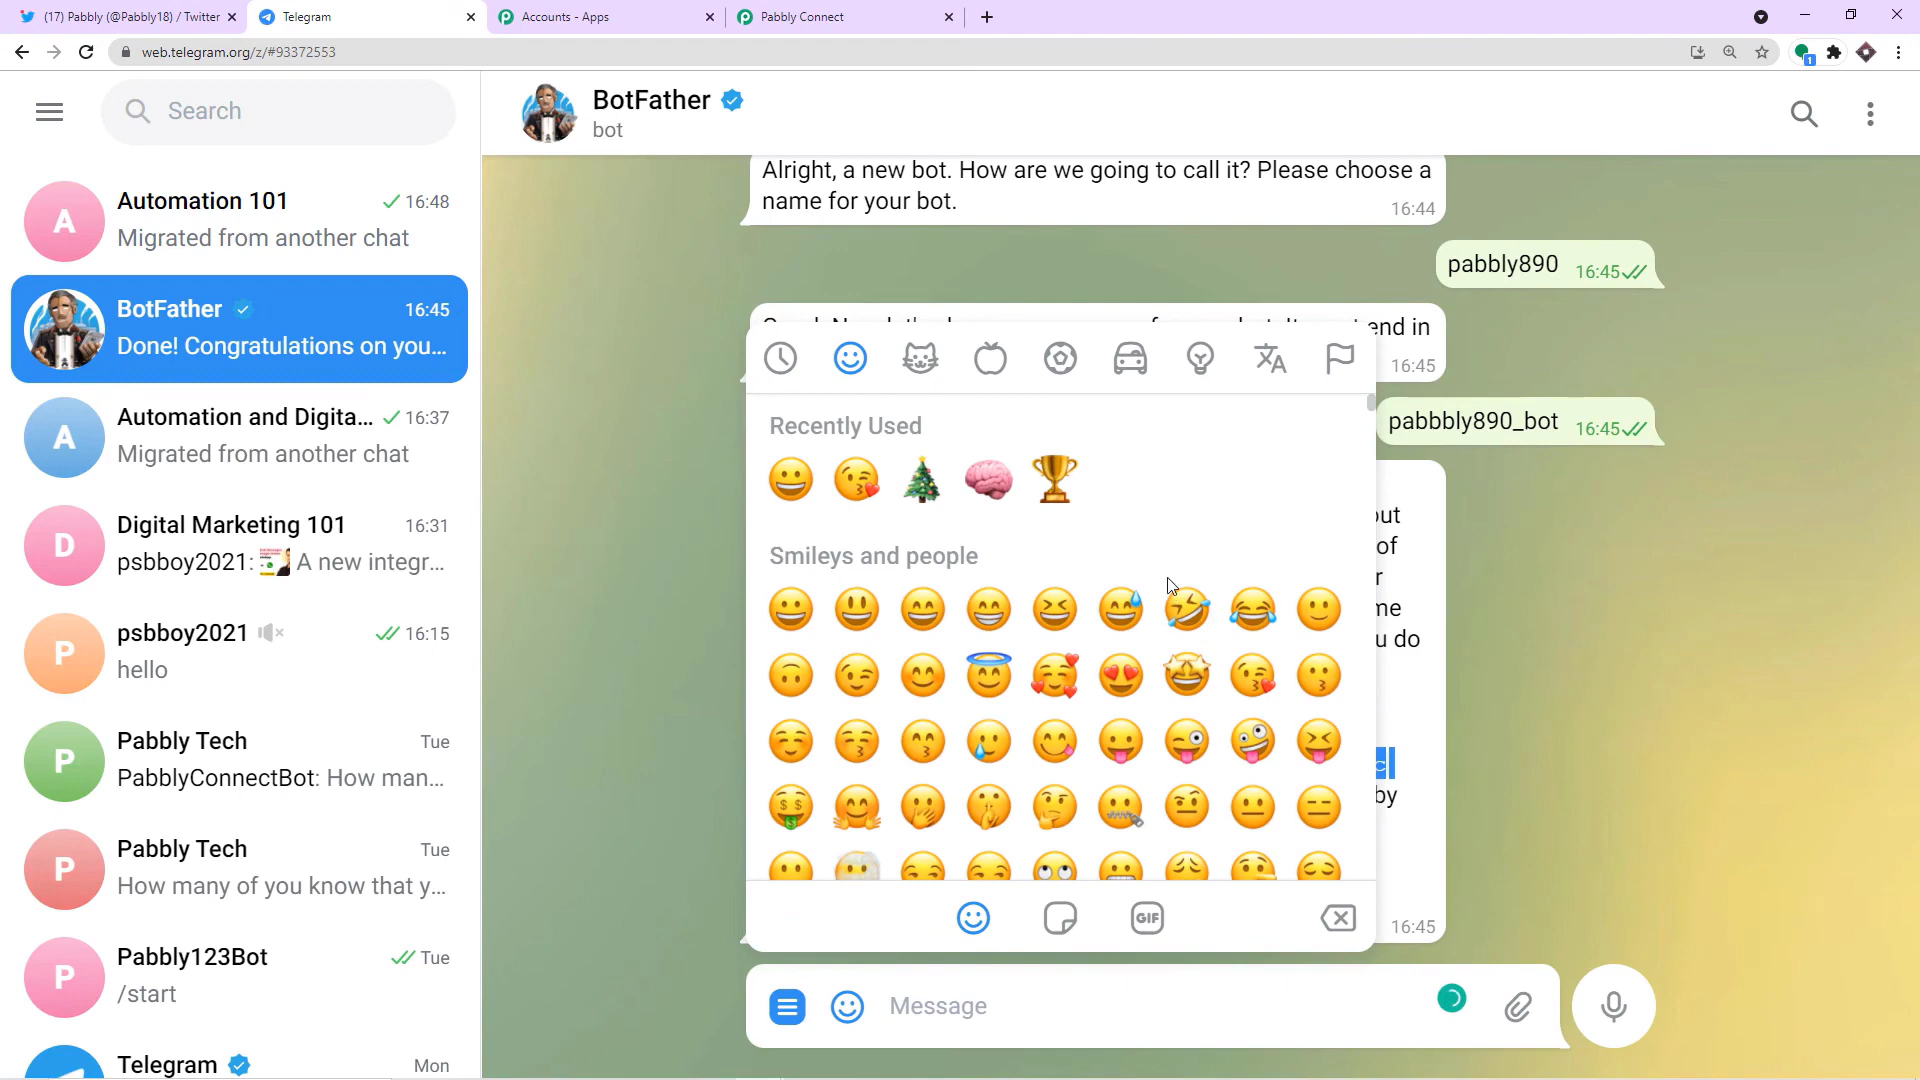 (17) Pabbly (@Pabbly18) / Twitter
Telegram
Accounts - Apps
Pabbly Connect
web.telegram.org/z/#93372553
1
Search
BotFather
bot
A
Automation 101
16:48
Migrated from another chat
BotFather
16:45
Done! Congratulations on you...
A
Automation and Digita...
16:37
Migrated from another chat
D
Digital Marketing 101
16:31
psbboy2021: A new integr...
P
psbboy2021
16:15
hello
P
Pabbly Tech
Tue
PabblyConnectBot: How man...
P
Pabbly Tech
Tue
How many of you know that y...
P
Pabbly123Bot
Tue
/start
Telegram
Mon
Alright, a new bot. How are we going to call it? Please choose a
name for your bot.
16:44
pabbly890
16:45
end in
16:45
pabbbly890_bot
16:45
Recently Used
Smileys and people
of
u do
by
16:45
GIF
Message